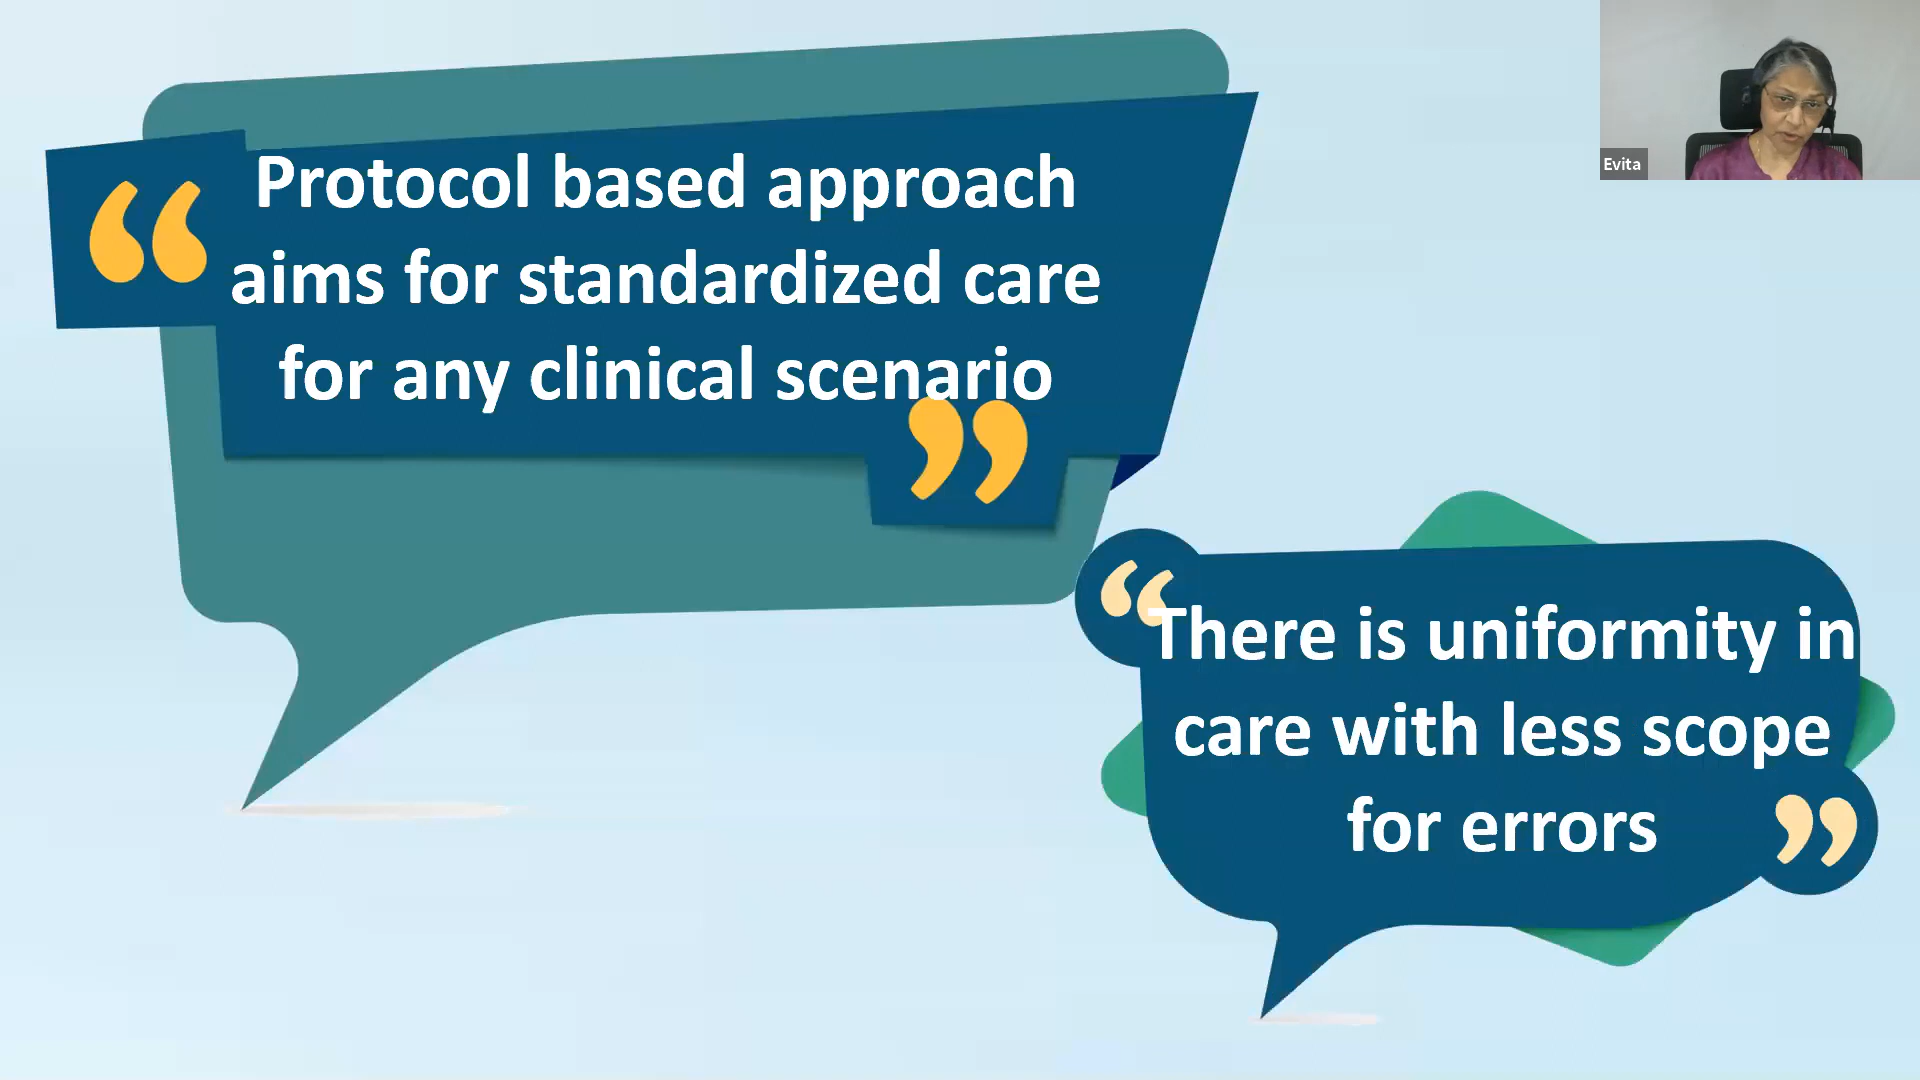 Evita
“Protocol based approach
aims for standardized care
for any clinical scenario”
“There is uniformity in
care with less scope
for errors”